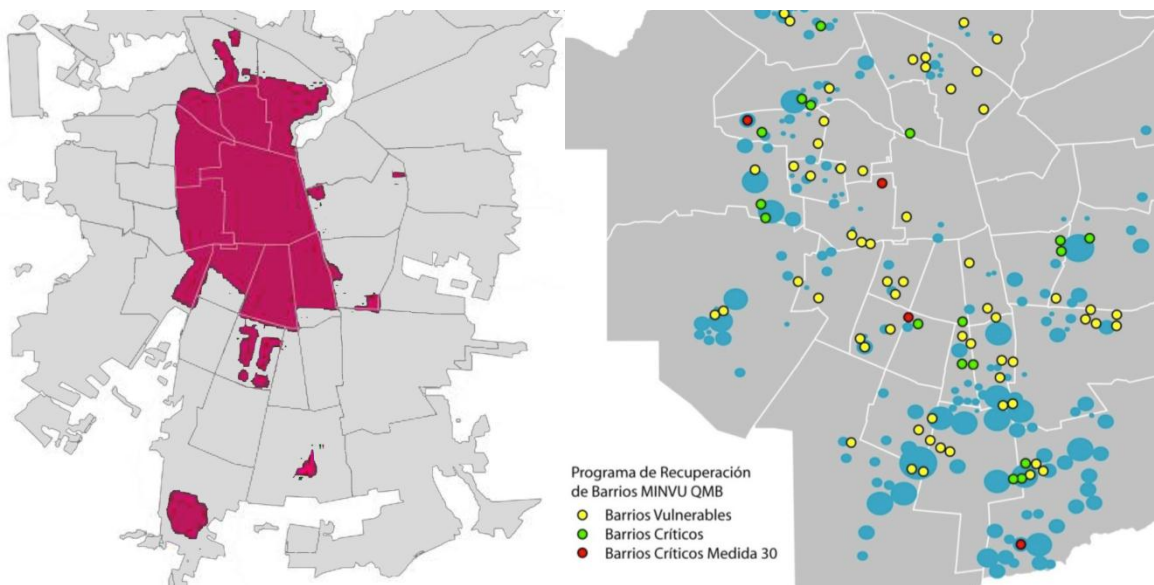 Programa de Recuperación
de Barrios MINVU QMB
Barrios Vulnerables
Barrios Críticos
Barrios Críticos Medida 30